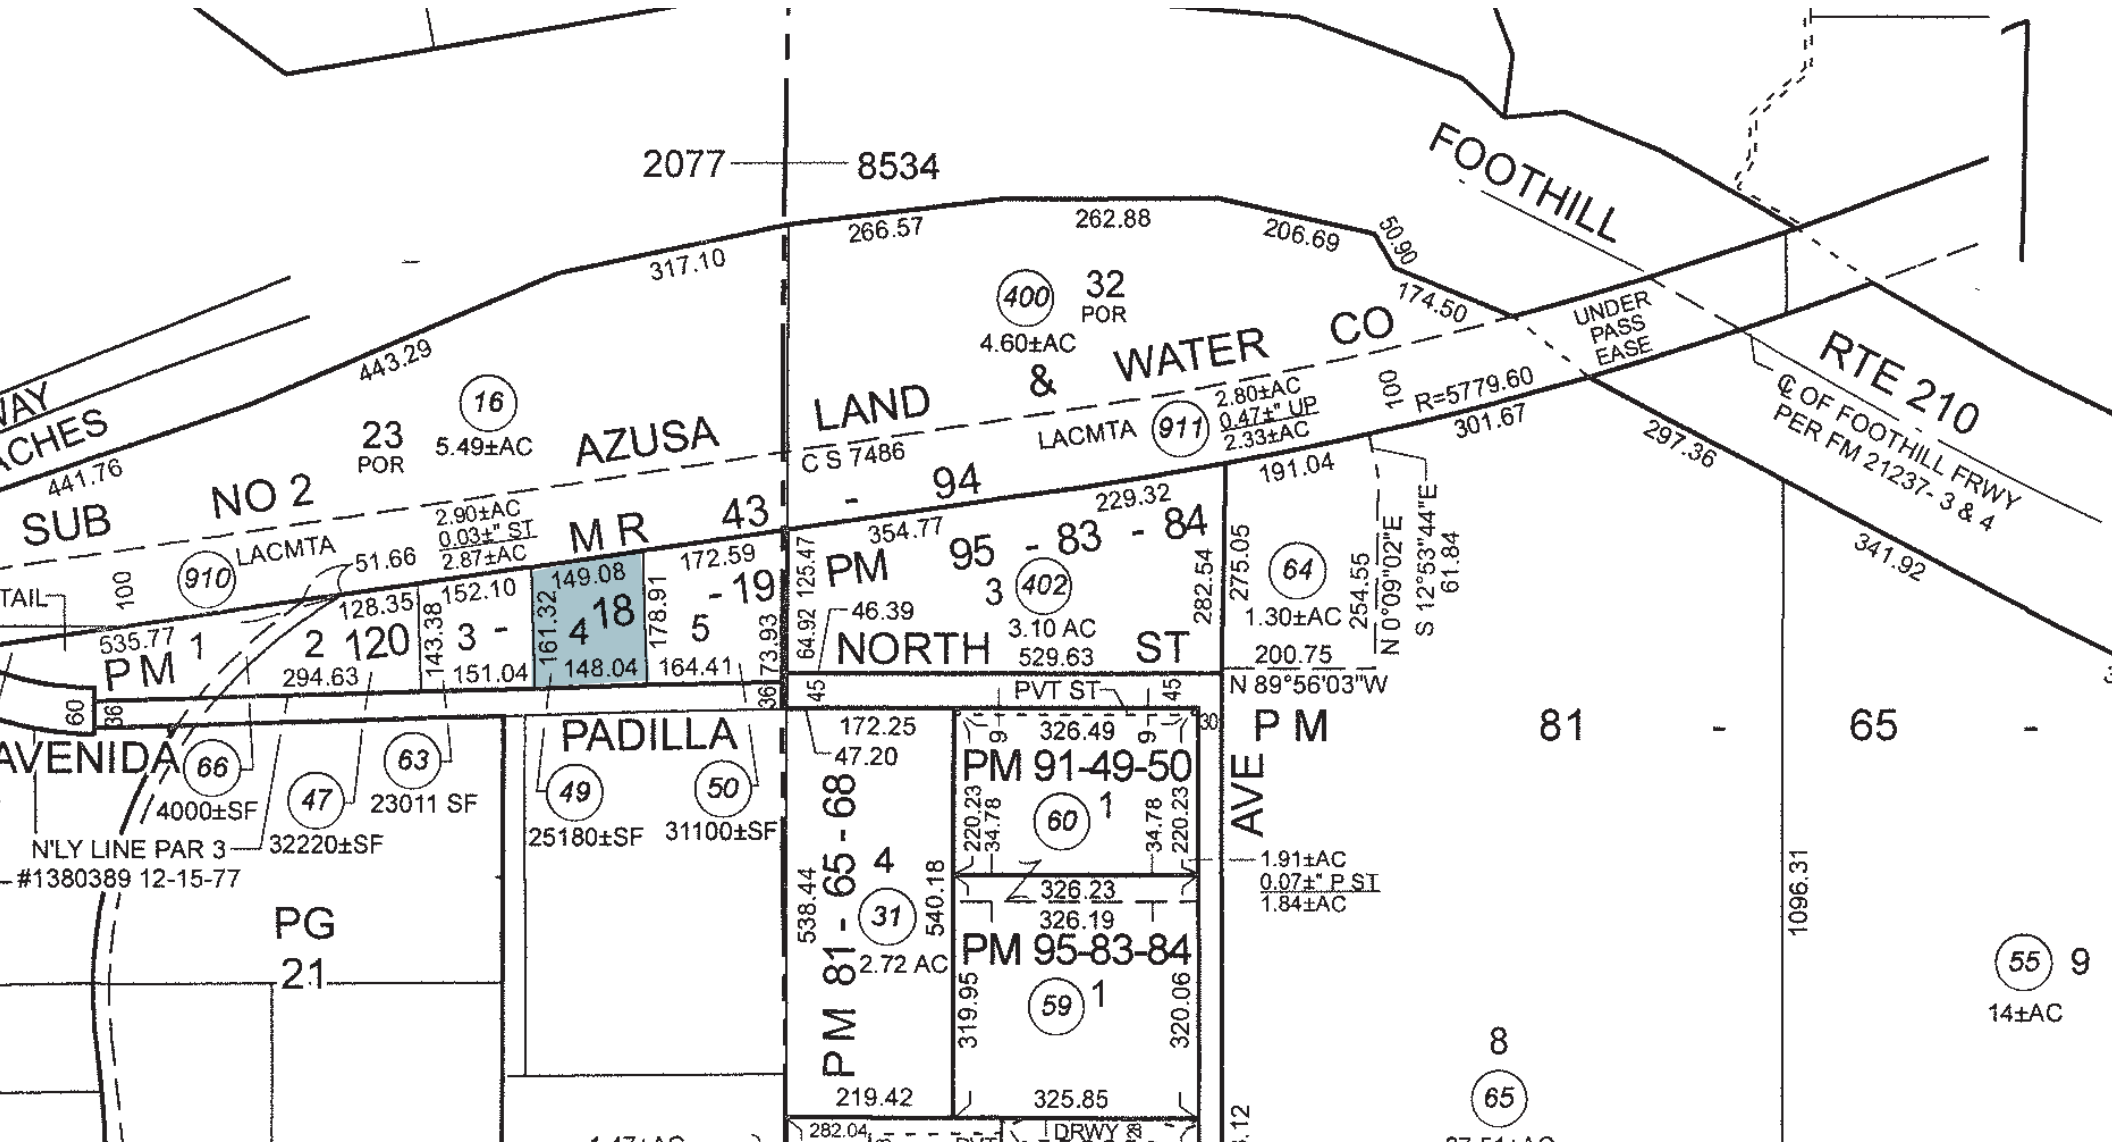 2077 8534
FOOTHILL
266.57
262.88
206.69
50.90
317.10
174.50
400 32
POR
4.60±AC
UNDER
PASS
EASE
RTE 210
℄ OF FOOTHILL FRWY
PER FM 21237- 3 & 4
443.29
441.76
WAY
ACHES
16
23
POR
5.49±AC
SUB NO 2 AZUSA LAND & WATER CO
C S 7486
LACMTA 911
2.80±AC
0.47±" UP
2.33±AC
100
R=5779.60
301.67
297.36
341.92
191.04
229.32
354.77
M R 43 - 94
2.90±AC
0.03±" ST
2.87±AC
910 LACMTA
100
51.66
TAIL
535.77
PM 1
2 120
128.35
294.63
143.38
152.10
3 -
151.04
161.32
149.08
4 18
148.04
178.91
172.59
5 - 19
164.41
73.93
125.47
64.92
PM 95 - 83 - 84
3 402
46.39
3.10 AC
NORTH ST
529.63
282.54
275.05
64
1.30±AC
254.55
N 0°09'02"E
S 12°53'44"E
61.84
200.75
N 89°56'03"W
60
36
36
45
PVT ST
45
30
AVENIDA PADILLA
66
4000±SF
47
32220±SF
63
23011 SF
49
25180±SF
50
31100±SF
N'LY LINE PAR 3
#1380389 12-15-77
PG
21
172.25
47.20
PM 81 - 65 - 68
4
31
2.72 AC
538.44
540.18
219.42
9
326.49
9
PM 91-49-50
60 1
220.23
34.78
34.78
220.23
326.23
326.19
PM 95-83-84
59 1
319.95
320.06
325.85
AVE
1.91±AC
0.07±" P ST
1.84±AC
PM 81 - 65 -
1096.31
55 9
14±AC
8
65
282.04
DRWY
28